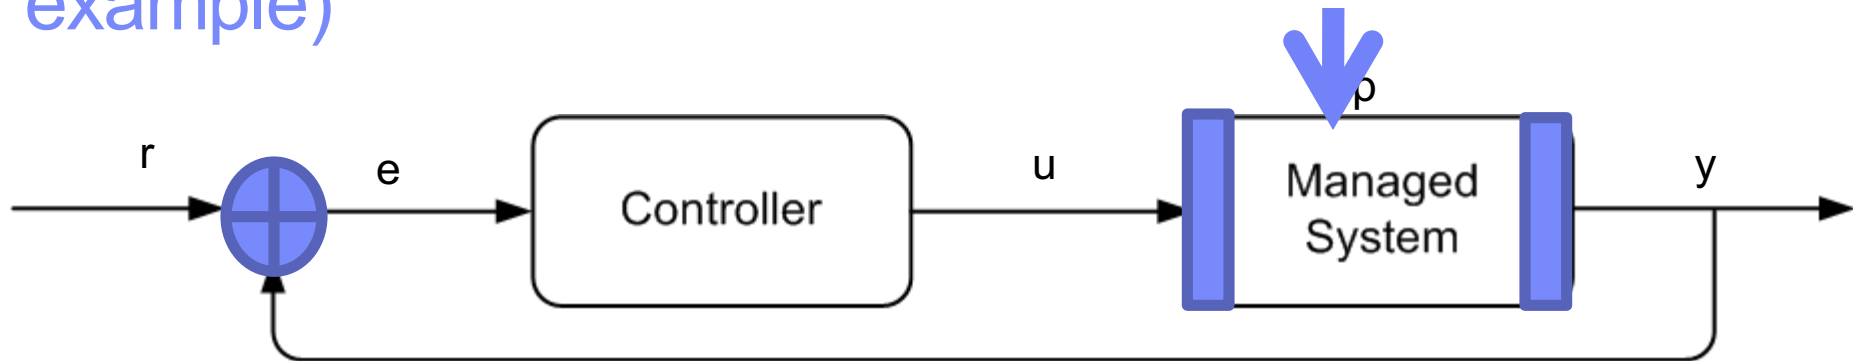 example)
p
r
e
Controller
u
Managed
System
y